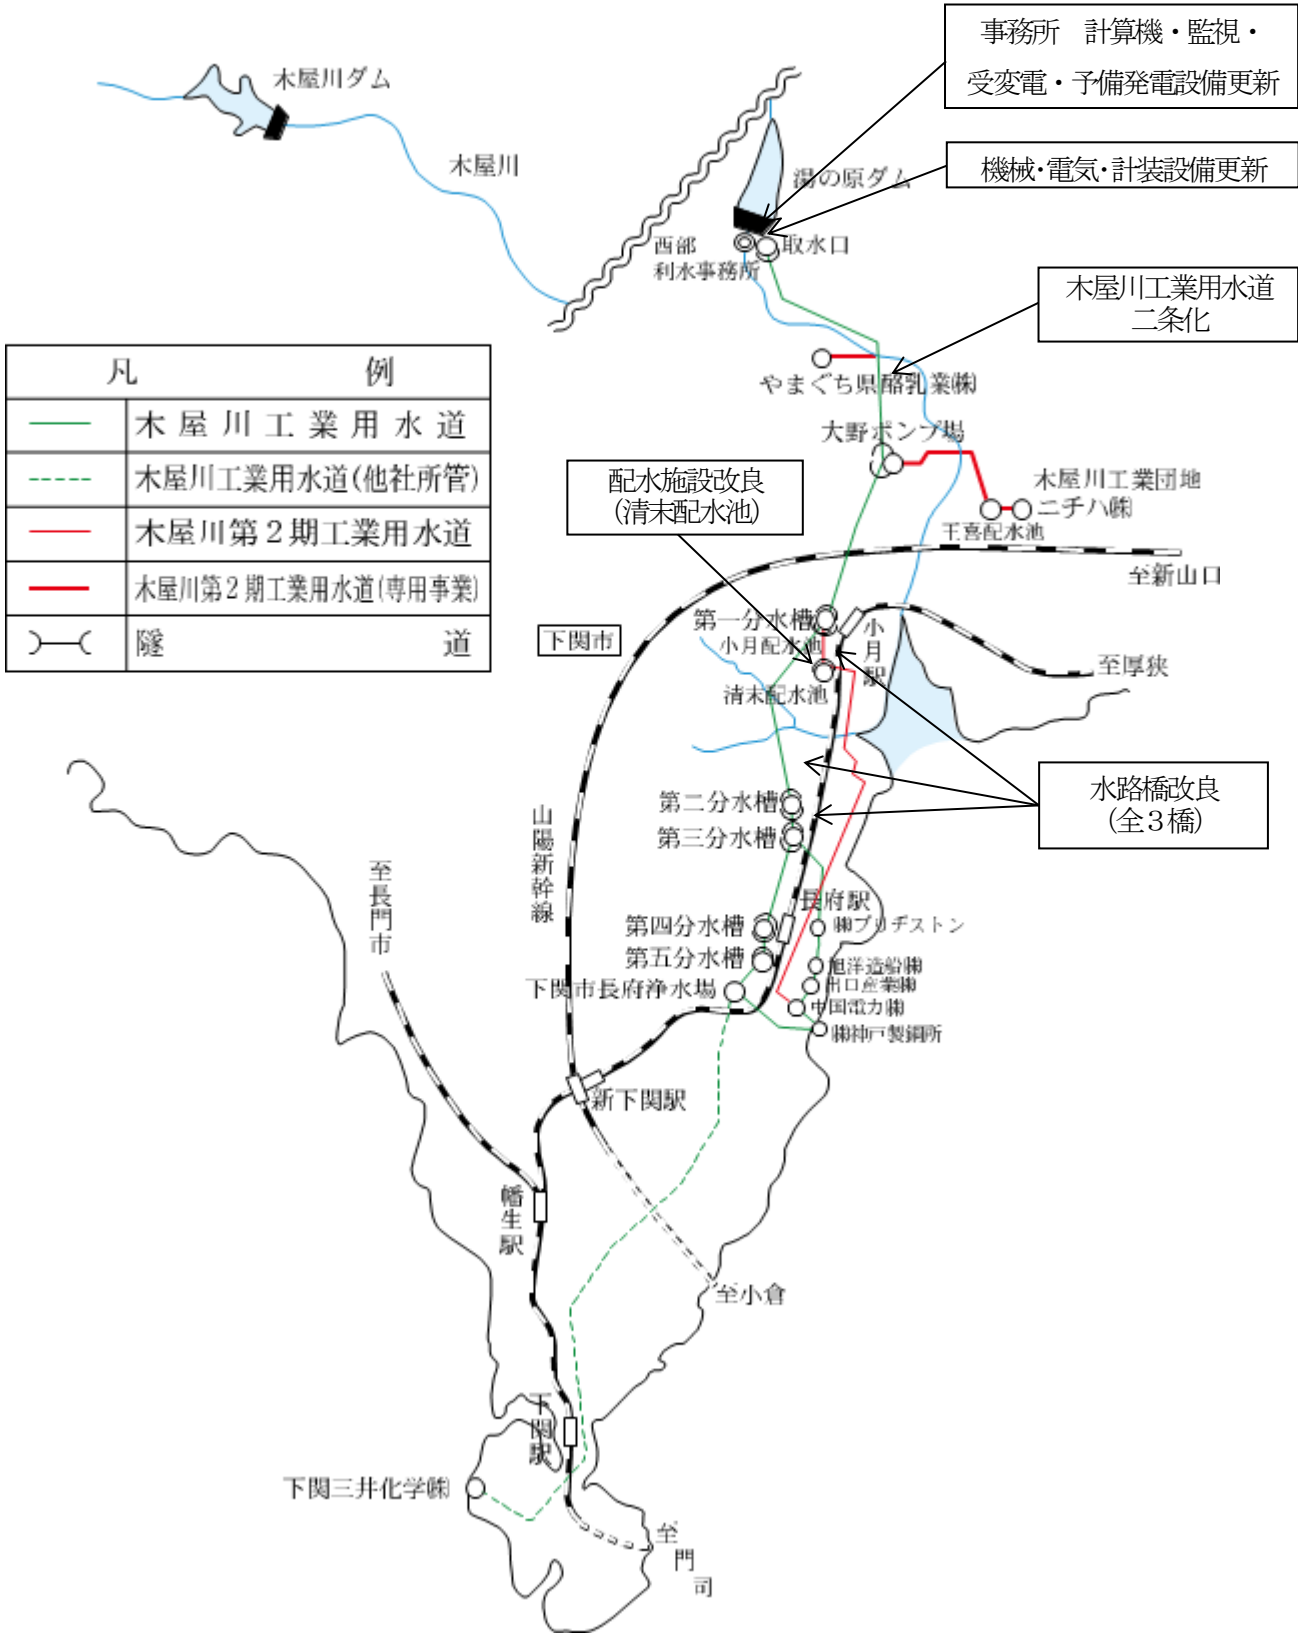 事務所　計算機・監視・
受変電・予備発電設備更新
木屋川ダム
木屋川
機械・電気・計装設備更新
湯の原ダム
西部
利水事務所
取水口
木屋川工業用水道
二条化
やまぐち県酪乳業㈱
大野ポンプ場
凡　例
木屋川工業用水道
木屋川工業用水道(他社所管)
木屋川第２期工業用水道
木屋川第２期工業用水道(専用事業)
隧　道
配水施設改良
(清末配水池)
木屋川工業団地
ニチハ㈱
王喜配水池
至新山口
下関市
第一分水槽
小月配水池
小月駅
至厚狭
清末配水池
水路橋改良
(全３橋)
第二分水槽
第三分水槽
山陽新幹線
至長門市
長府駅
第四分水槽
㈱ブリヂストン
第五分水槽
旭洋造船㈱
下関市長府浄水場
出口産業㈱
中国電力㈱
㈱神戸製鋼所
新下関駅
幡生駅
至小倉
下関駅
下関三井化学㈱
至門司